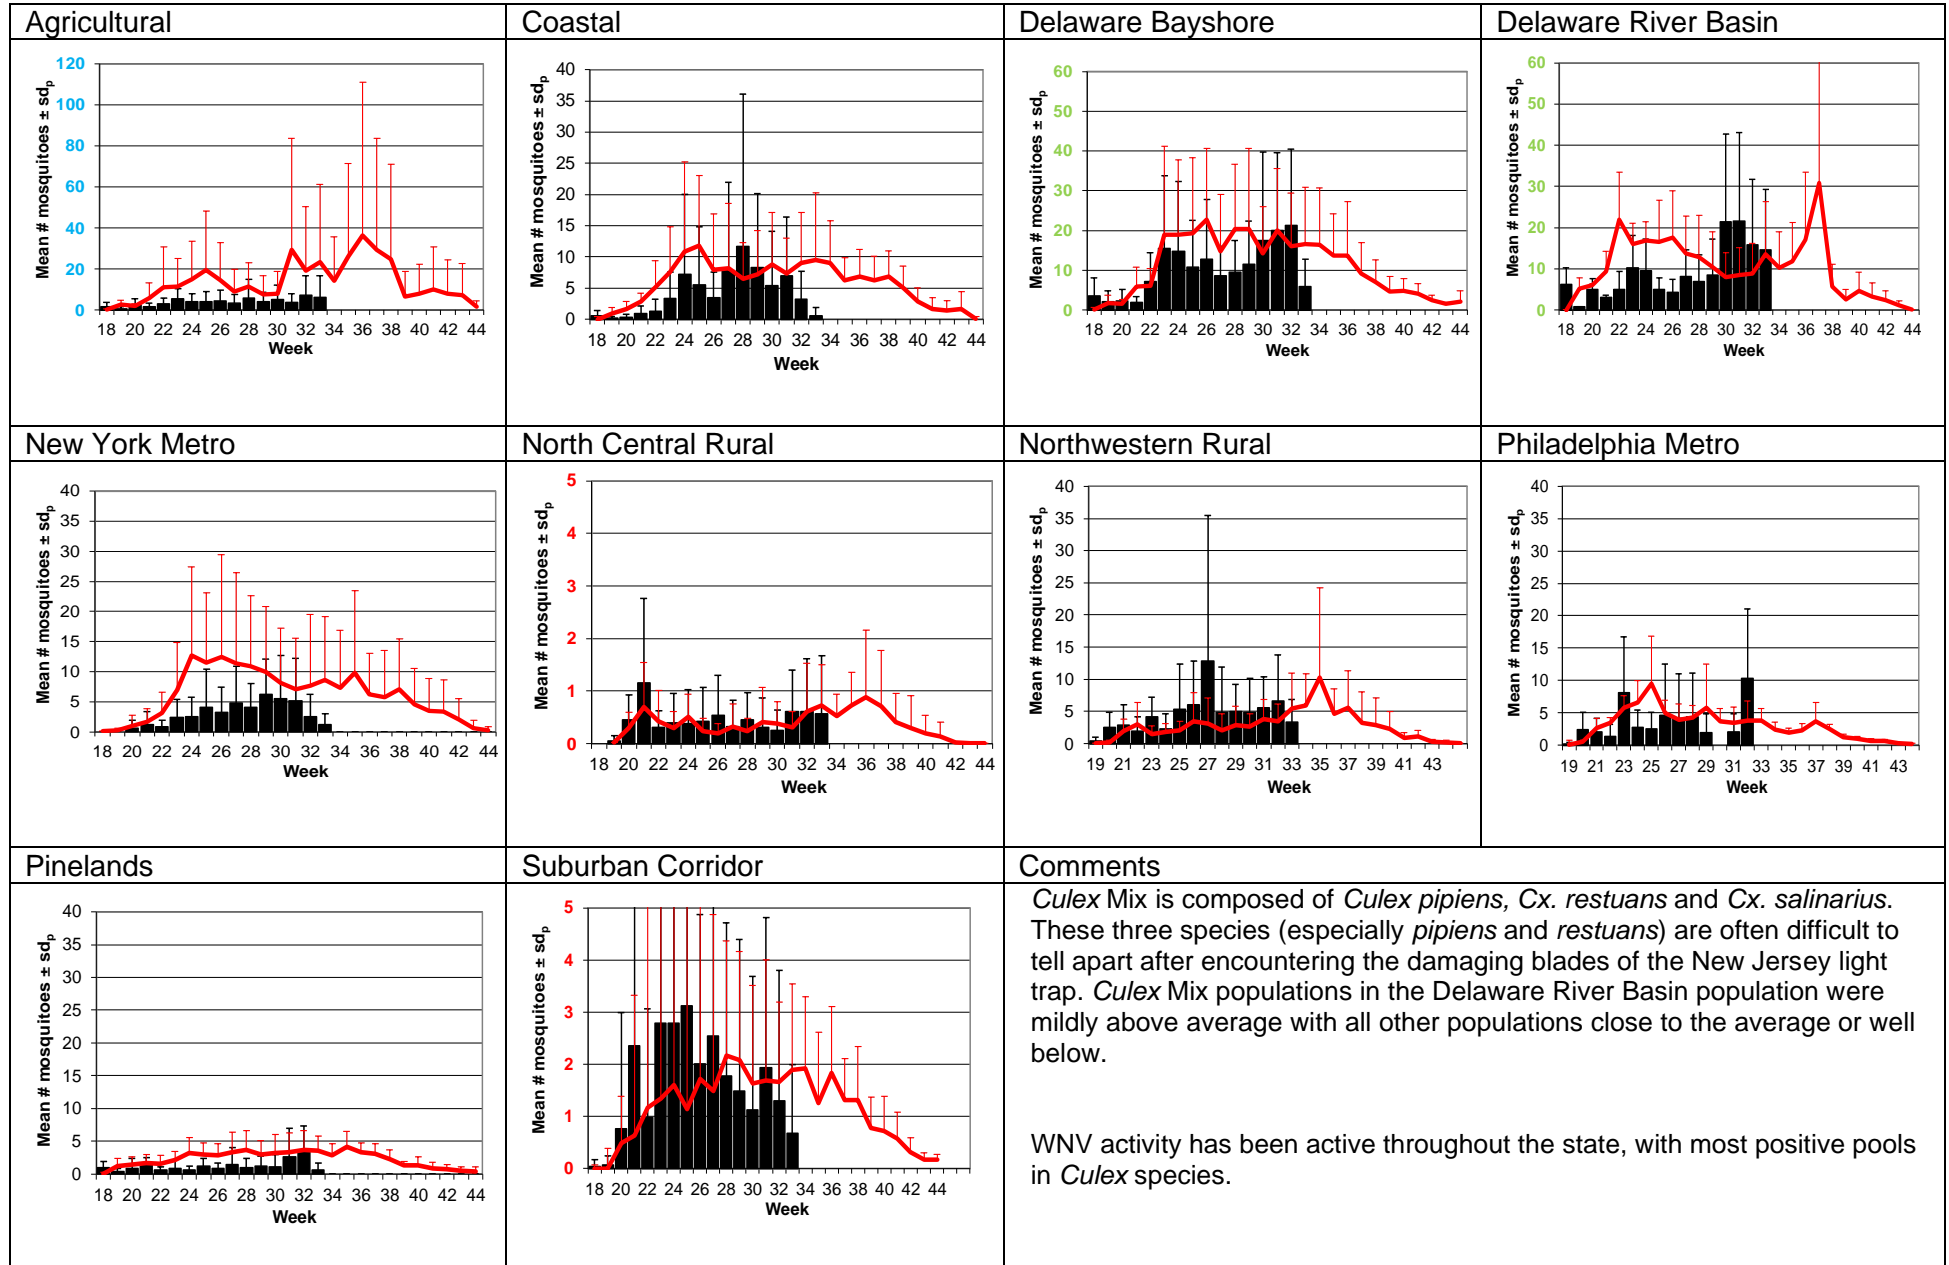 Agricultural
Coastal
Delaware Bayshore
Delaware River Basin
Mean # mosquitoes ± sdp
120
100
80
60
40
20
0
18 20 22 24 26 28 30 32 34 36 38 40 42 44
Week
Mean # mosquitoes ± sdp
40
35
30
25
20
15
10
5
0
18 20 22 24 26 28 30 32 34 36 38 40 42 44
Week
Mean # mosquitoes ± sdp
60
50
40
30
20
10
0
18 20 22 24 26 28 30 32 34 36 38 40 42 44
Week
Mean # mosquitoes ± sdp
60
50
40
30
20
10
0
18 20 22 24 26 28 30 32 34 36 38 40 42 44
Week
New York Metro
North Central Rural
Northwestern Rural
Philadelphia Metro
Mean # mosquitoes ± sdp
40
35
30
25
20
15
10
5
0
18 20 22 24 26 28 30 32 34 36 38 40 42 44
Week
Mean # mosquitoes ± sdp
5
4
3
2
1
0
18 20 22 24 26 28 30 32 34 36 38 40 42 44
Week
Mean # mosquitoes ± sdp
40
35
30
25
20
15
10
5
0
19 21 23 25 27 29 31 33 35 37 39 41 43
Week
Mean # mosquitoes ± sdp
40
35
30
25
20
15
10
5
0
19 21 23 25 27 29 31 33 35 37 39 41 43
Week
Pinelands
Suburban Corridor
Comments
Mean # mosquitoes ± sdp
40
35
30
25
20
15
10
5
0
18 20 22 24 26 28 30 32 34 36 38 40 42 44
Week
Mean # mosquitoes ± sdp
5
4
3
2
1
0
18 20 22 24 26 28 30 32 34 36 38 40 42 44
Week
Culex Mix is composed of Culex pipiens, Cx. restuans and Cx. salinarius.
These three species (especially pipiens and restuans) are often difficult to
tell apart after encountering the damaging blades of the New Jersey light
trap. Culex Mix populations in the Delaware River Basin population were
mildly above average with all other populations close to the average or well
below.
WNV activity has been active throughout the state, with most positive pools
in Culex species.